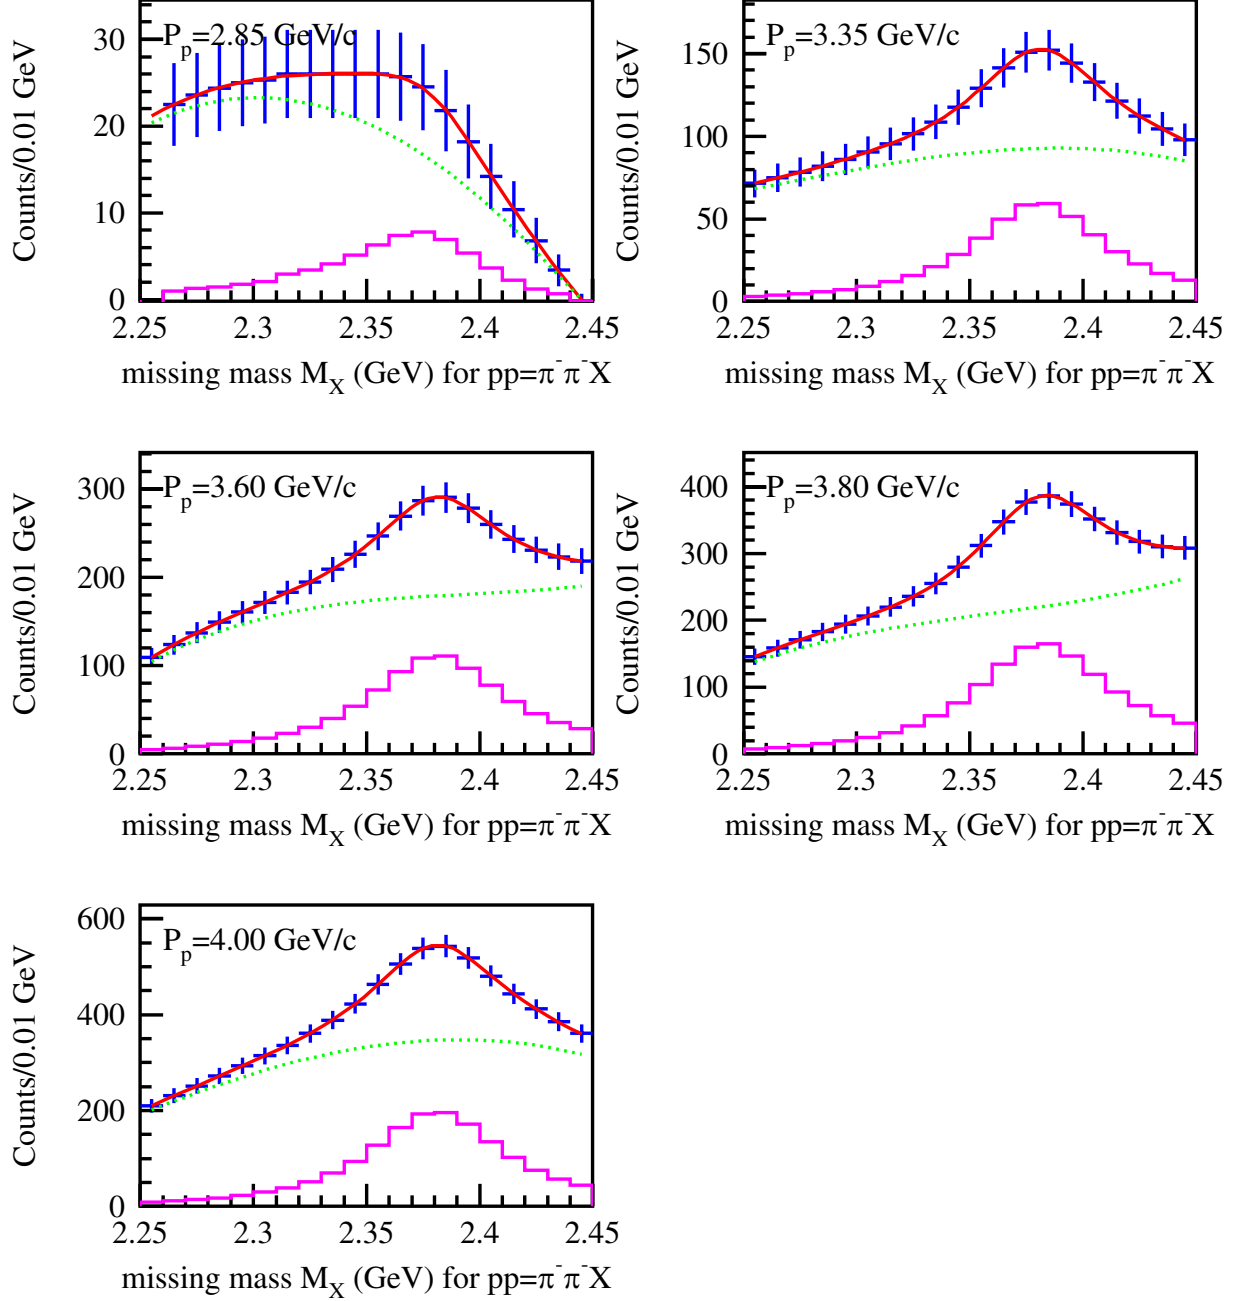 P_p=2.85 GeV/c
Counts/0.01 GeV
30
20
10
0
2.25 2.3 2.35 2.4 2.45
missing mass M_X (GeV) for pp=π⁻π⁻X
P_p=3.35 GeV/c
Counts/0.01 GeV
150
100
50
0
2.25 2.3 2.35 2.4 2.45
missing mass M_X (GeV) for pp=π⁻π⁻X
P_p=3.60 GeV/c
Counts/0.01 GeV
300
200
100
0
2.25 2.3 2.35 2.4 2.45
missing mass M_X (GeV) for pp=π⁻π⁻X
P_p=3.80 GeV/c
Counts/0.01 GeV
400
300
200
100
0
2.25 2.3 2.35 2.4 2.45
missing mass M_X (GeV) for pp=π⁻π⁻X
P_p=4.00 GeV/c
Counts/0.01 GeV
600
400
200
0
2.25 2.3 2.35 2.4 2.45
missing mass M_X (GeV) for pp=π⁻π⁻X